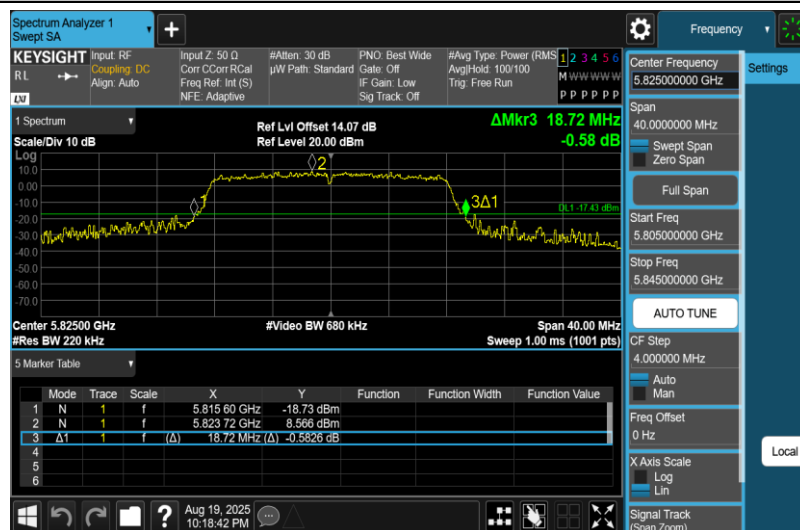 Spectrum Analyzer 1
Swept SA
+
Frequency
KEYSIGHT
RL
LXI
Input: RF
Coupling: DC
Align: Auto
Input Z: 50 Ω
Corr CCorr RCal
Freq Ref: Int (S)
NFE: Adaptive
#Atten: 30 dB
µW Path: Standard
PNO: Best Wide
Gate: Off
IF Gain: Low
Sig Track: Off
#Avg Type: Power (RMS
Avg|Hold: 100/100
Trig: Free Run
1 2 3 4 5 6
M W W W W W
P P P P P P
Center Frequency
5.825000000 GHz
Settings
Span
40.0000000 MHz
Swept Span
Zero Span
Full Span
Start Freq
5.805000000 GHz
Stop Freq
5.845000000 GHz
AUTO TUNE
CF Step
4.000000 MHz
Auto
Man
Freq Offset
0 Hz
X Axis Scale
Log
Lin
Signal Track
(Span Zoom)
Local
1 Spectrum
Scale/Div 10 dB
Ref Lvl Offset 14.07 dB
Ref Level 20.00 dBm
ΔMkr3 18.72 MHz
-0.58 dB
Log
10.0
0.00
-10.0
-20.0
-30.0
-40.0
-50.0
-60.0
-70.0
1
2
3Δ1
DL1 -17.43 dBm
Center 5.82500 GHz
#Video BW 680 kHz
Span 40.00 MHz
#Res BW 220 kHz
Sweep 1.00 ms (1001 pts)
5 Marker Table
Mode Trace Scale X Y Function Function Width Function Value
1 N 1 f 5.815 60 GHz -18.73 dBm
2 N 1 f 5.823 72 GHz 8.566 dBm
3 Δ1 1 f (Δ) 18.72 MHz (Δ) -0.5826 dB
4
5
6
?
Aug 19, 2025
10:18:42 PM